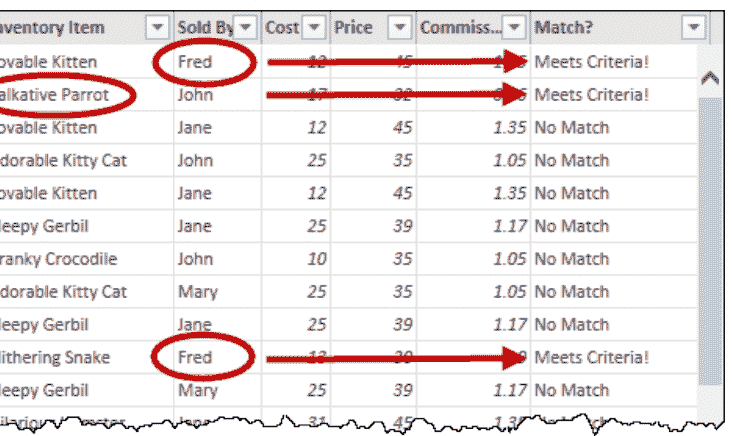 nventory Item Sold By Cost Price Commiss... Match?
ovable Kitten Fred Meets Criteria!
alkative Parrot John Meets Criteria!
ovable Kitten Jane 12 45 1.35 No Match
dorable Kitty Cat John 25 35 1.05 No Match
ovable Kitten Jane 12 45 1.35 No Match
leepy Gerbil Jane 25 39 1.17 No Match
ranky Crocodile John 10 35 1.05 No Match
dorable Kitty Cat Mary 25 35 1.05 No Match
leepy Gerbil Jane 25 39 1.17 No Match
lithering Snake Fred Meets Criteria!
leepy Gerbil Mary 25 39 1.17 No Match